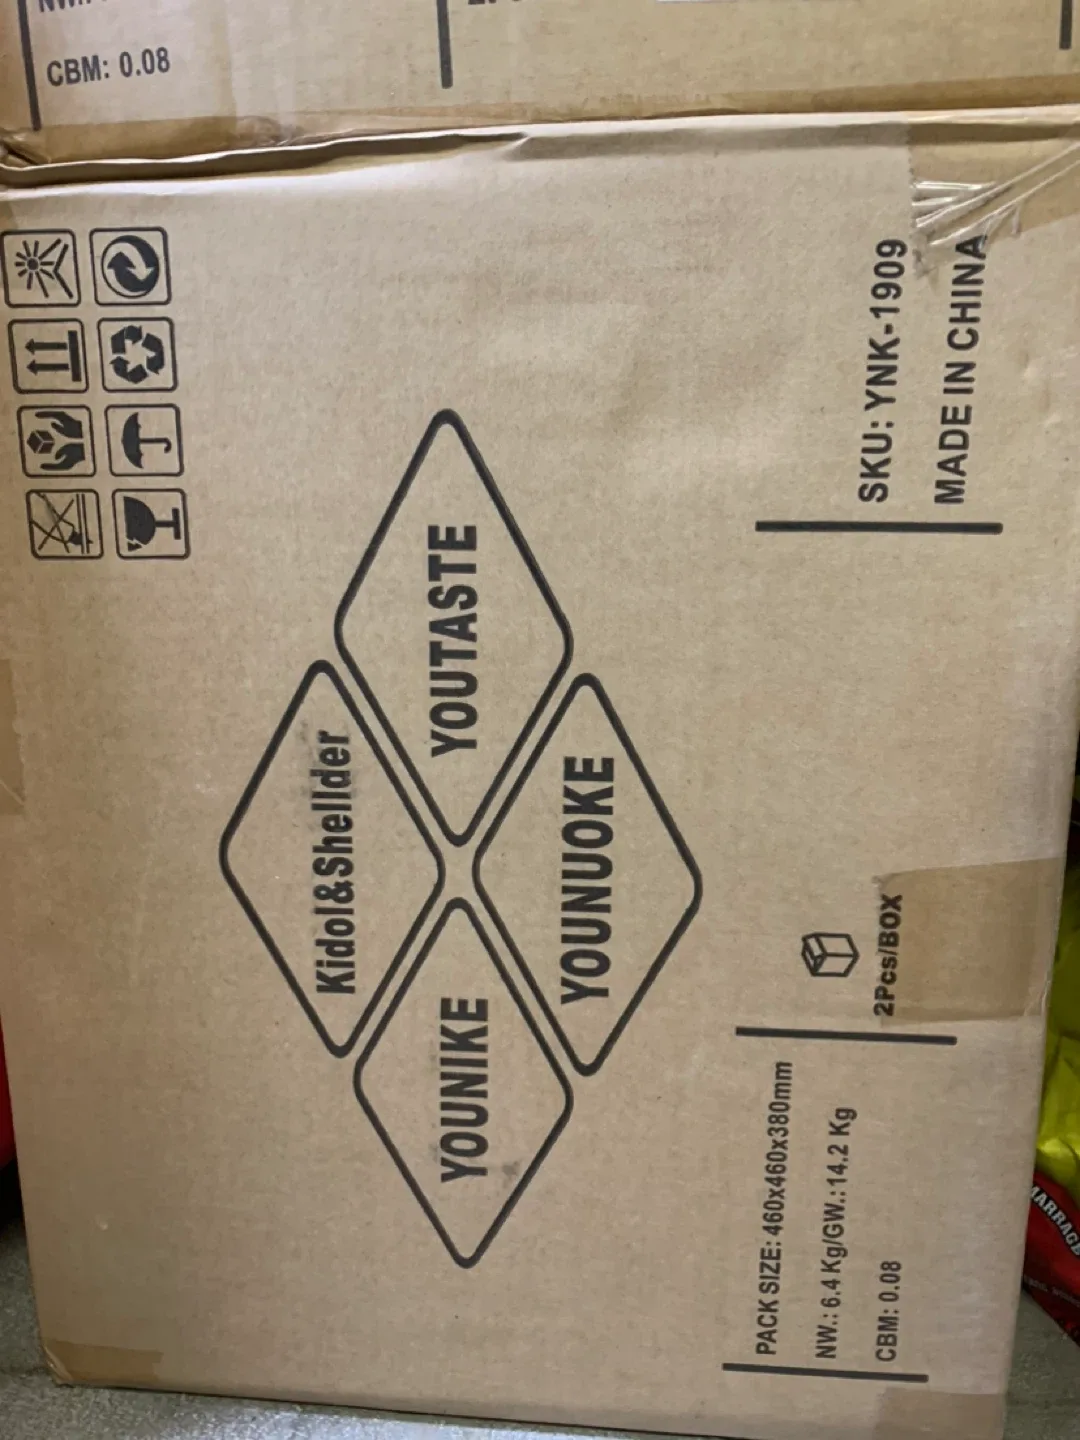 CBM: 0.08
Kidol&Shellder
YOUNIKE
YOUTASTE
YOUNUOKE
PACK SIZE: 460x460x380mm
NW.: 6.4 Kg/GW.:14.2 Kg
CBM: 0.08
2Pcs/BOX
SKU: YNK-1909
MADE IN CHINA